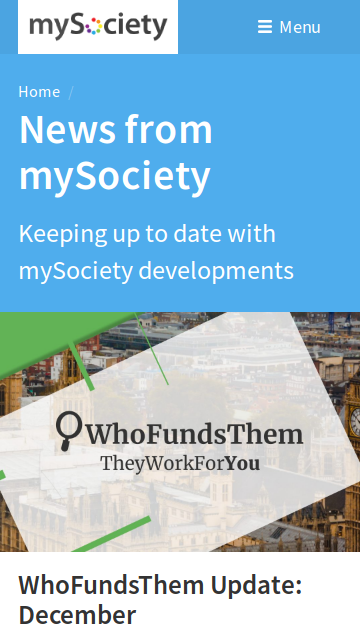 mySociety
Menu
Home /
News from
mySociety
Keeping up to date with
mySociety developments
WhoFundsThem
TheyWorkForYou
WhoFundsThem Update:
December